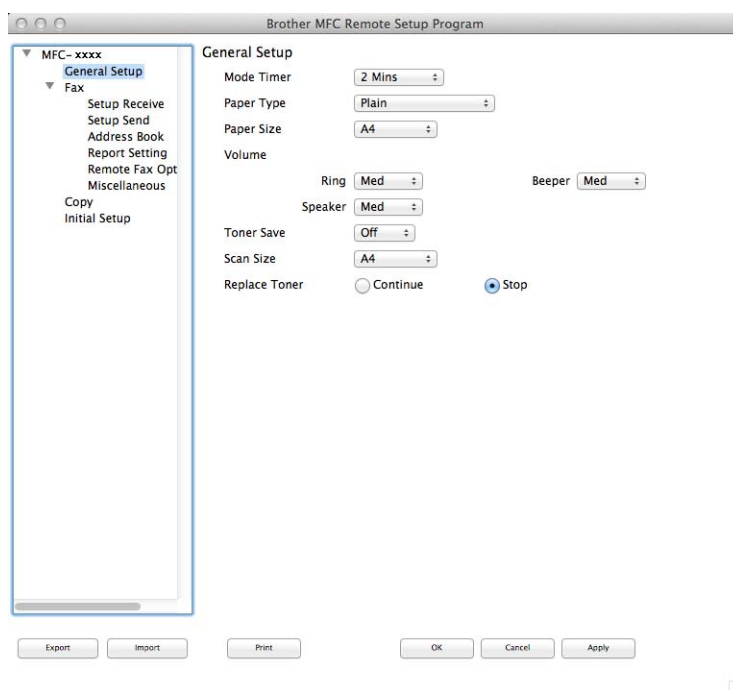 Brother MFC Remote Setup Program
MFC- xxxx
General Setup
Fax
Setup Receive
Setup Send
Address Book
Report Setting
Remote Fax Opt
Miscellaneous
Copy
Initial Setup
General Setup
Mode Timer 2 Mins
Paper Type Plain
Paper Size A4
Volume
Ring Med Beeper Med
Speaker Med
Toner Save Off
Scan Size A4
Replace Toner Continue Stop
Export Import Print OK Cancel Apply